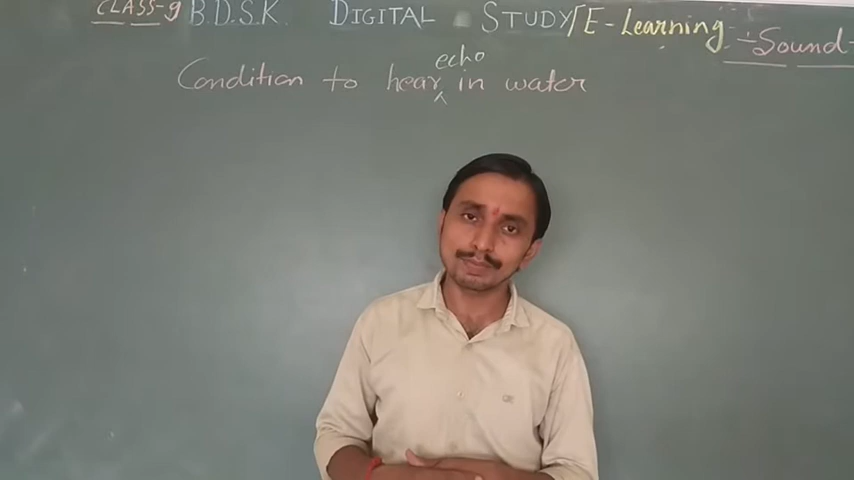 CLASS-9 B.D.S.K. DIGITAL STUDY/E-Learning -: Sound -
Condition to hear echo in water